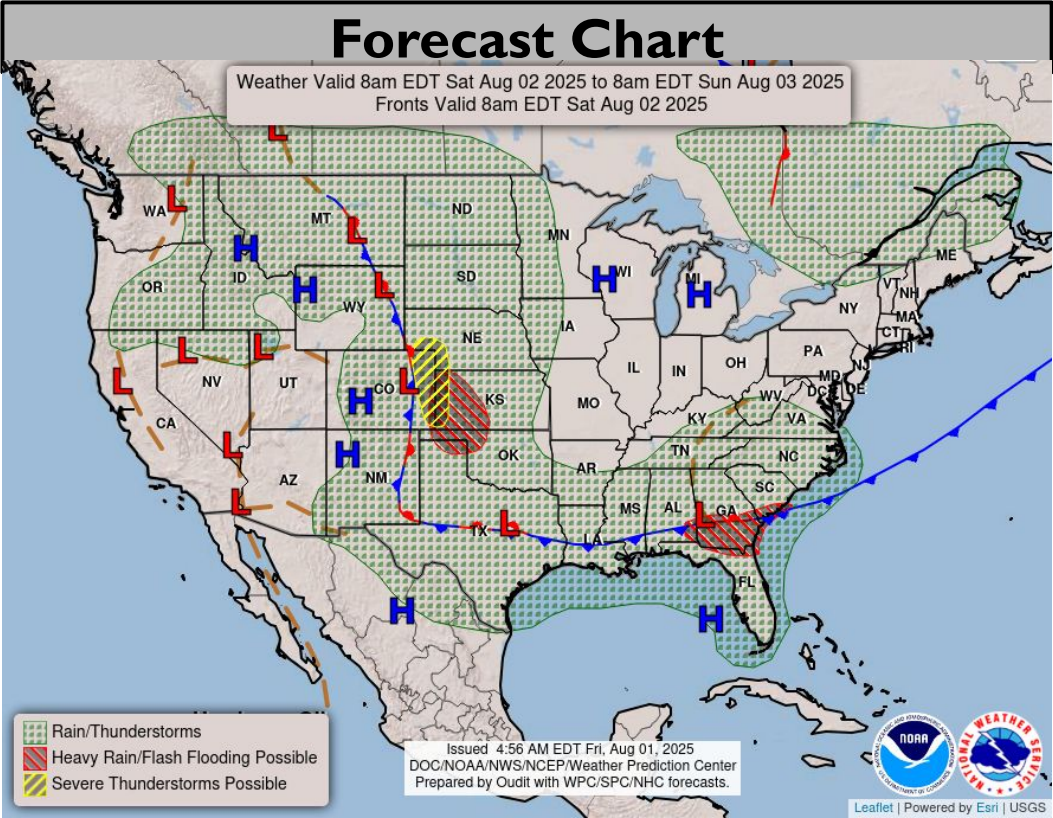 Forecast Chart
Weather Valid 8am EDT Sat Aug 02 2025 to 8am EDT Sun Aug 03 2025
Fronts Valid 8am EDT Sat Aug 02 2025
L
WA L
MT L
ND
MN
H
ID
H
OR
WY L
SD
H WI
MI
H
ME
VT
NH
NY
MA
CT
RI
L
L
NE
IA
PA
NJ
L
NV
UT
CO L
H
KS
IL
IN
OH
MD
DE
DC
CA
MO
WV
KY
VA
L
H
AZ
NM
OK
AR
TN
NC
L
TX L
LA
MS
AL
L GA
SC
H
FL
H
Rain/Thunderstorms
Heavy Rain/Flash Flooding Possible
Severe Thunderstorms Possible
Issued 4:56 AM EDT Fri, Aug 01, 2025
DOC/NOAA/NWS/NCEP/Weather Prediction Center
Prepared by Oudit with WPC/SPC/NHC forecasts.
NOAA
NATIONAL WEATHER SERVICE
Leaflet | Powered by Esri | USGS